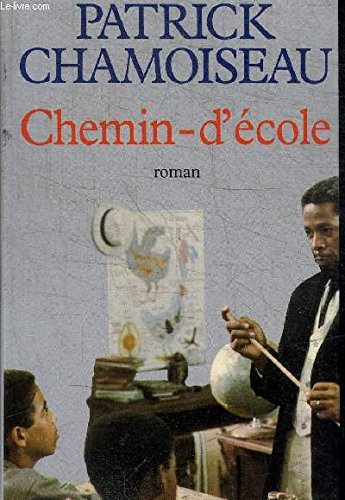 Le-livre.com
PATRICK
CHAMOISEAU
Chemin-d'école
roman